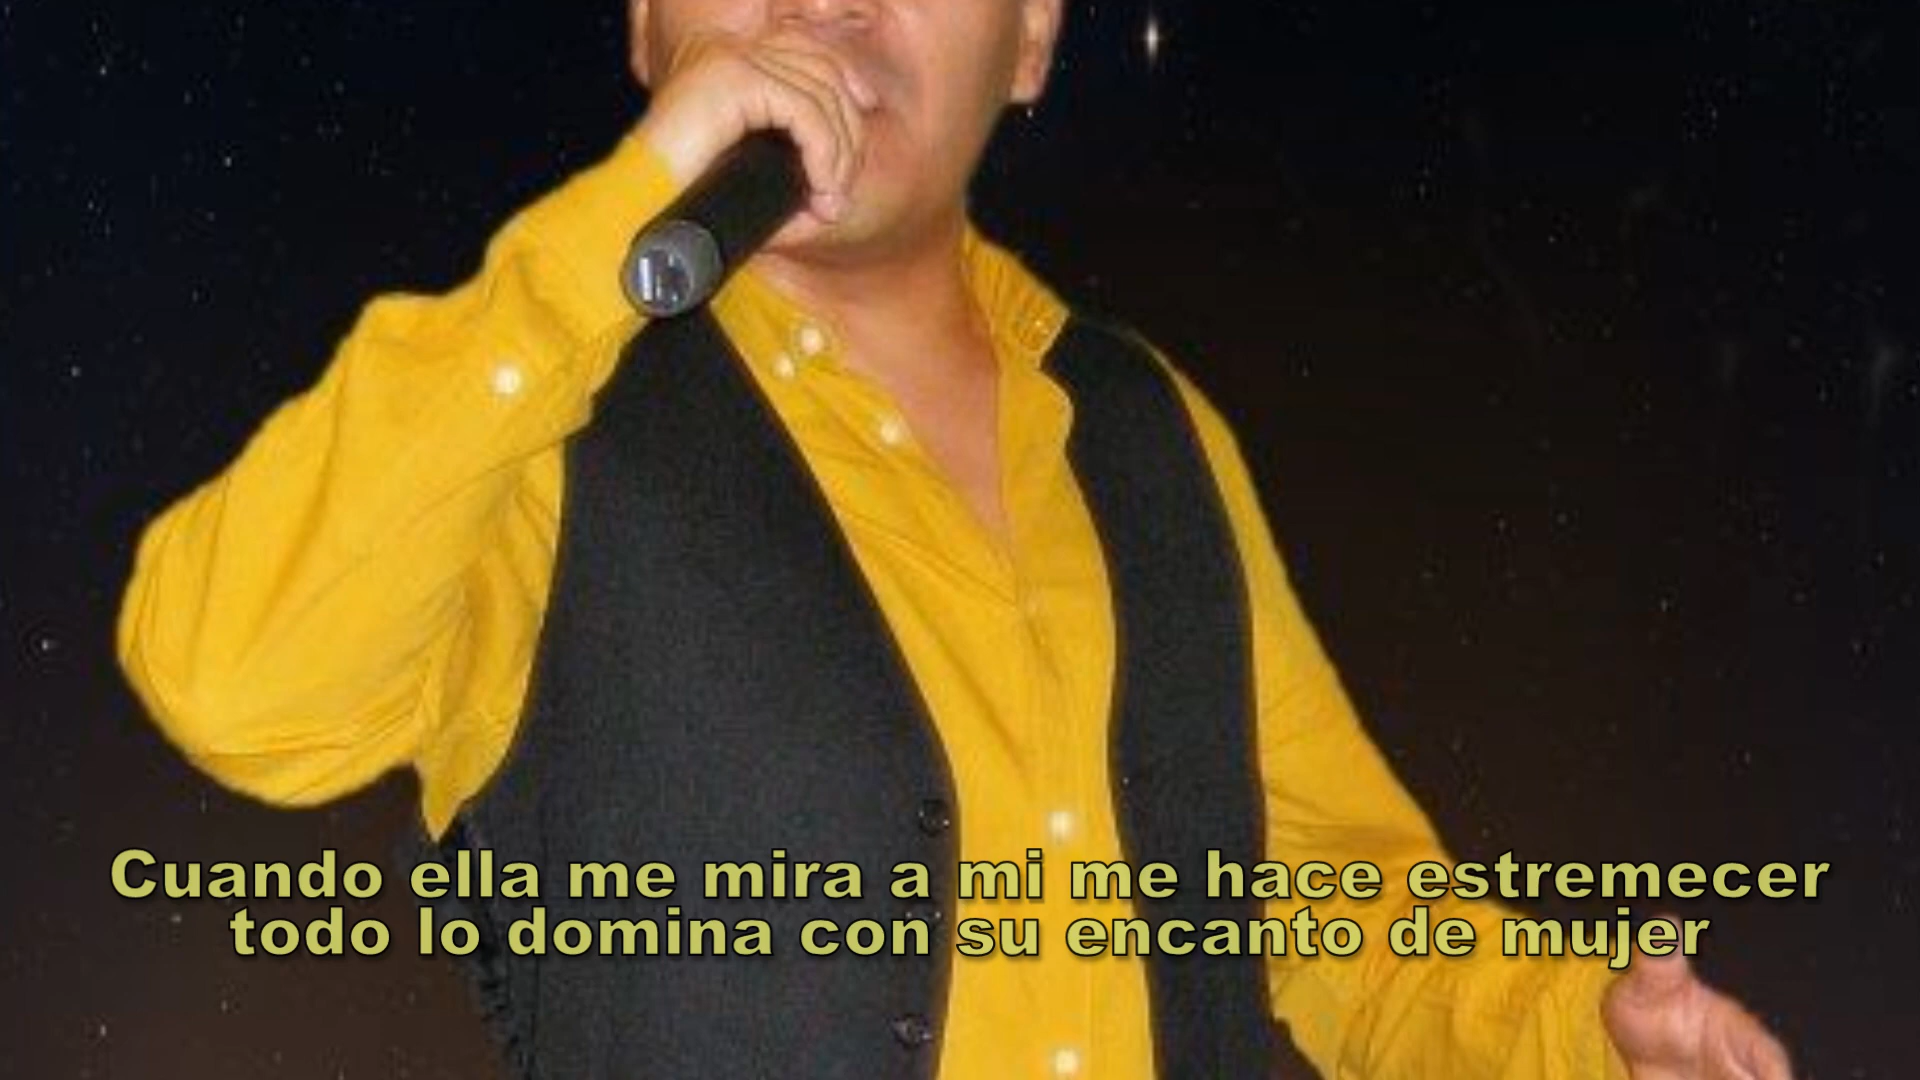 Cuando ella me mira a mi me hace estremecer
todo lo domina con su encanto de mujer